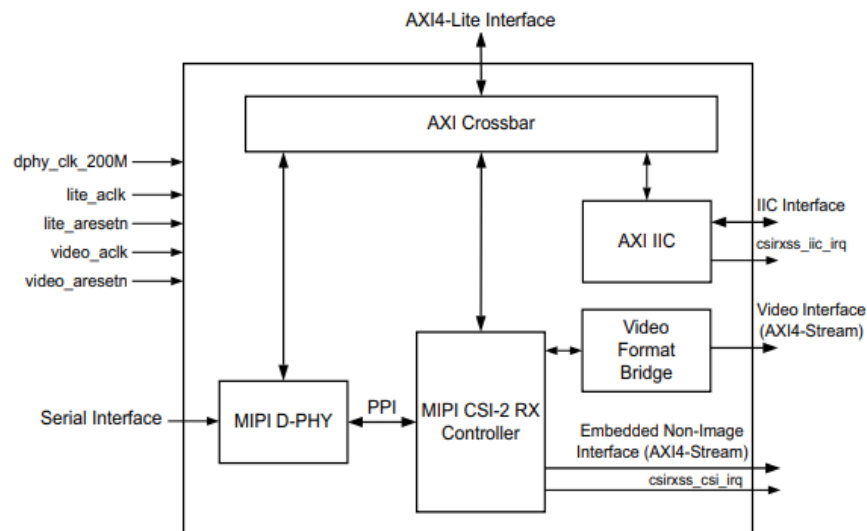 AXI4-Lite Interface
AXI Crossbar
dphy_clk_200M
lite_aclk
lite_aresetn
video_aclk
video_aresetn
AXI IIC
IIC Interface
csirxss_iic_irq
Video
Format
Bridge
Video Interface
(AXI4-Stream)
Serial Interface
MIPI D-PHY
PPI
MIPI CSI-2 RX
Controller
Embedded Non-Image
Interface (AXI4-Stream)
csirxss_csi_irq